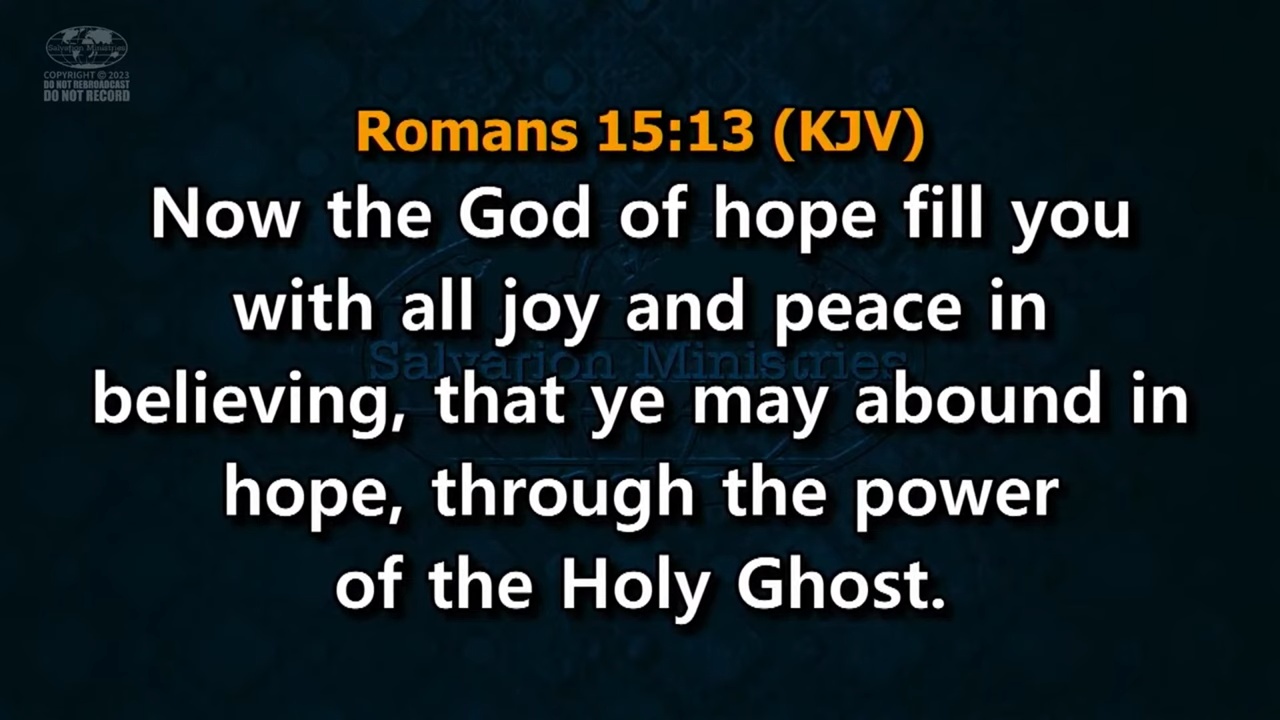 Salvation Ministries
COPYRIGHT © 2023
DO NOT REBROADCAST
DO NOT RECORD
Romans 15:13 (KJV)
Now the God of hope fill you
with all joy and peace in
Salvation Ministries
believing, that ye may abound in
hope, through the power
of the Holy Ghost.